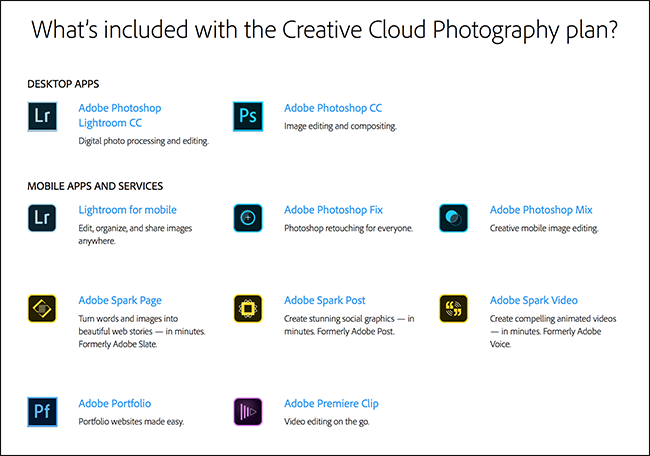 What's included with the Creative Cloud Photography plan?
DESKTOP APPS
Lr
Adobe Photoshop
Lightroom CC
Digital photo processing and editing.
Ps
Adobe Photoshop CC
Image editing and compositing.
MOBILE APPS AND SERVICES
Lr
Lightroom for mobile
Edit, organize, and share images
anywhere.
Adobe Photoshop Fix
Photoshop retouching for everyone.
Adobe Photoshop Mix
Creative mobile image editing.
Adobe Spark Page
Turn words and images into
beautiful web stories — in minutes.
Formerly Adobe Slate.
Adobe Spark Post
Create stunning social graphics — in
minutes. Formerly Adobe Post.
Adobe Spark Video
Create compelling animated videos
— in minutes. Formerly Adobe
Voice.
Pf
Adobe Portfolio
Portfolio websites made easy.
Adobe Premiere Clip
Video editing on the go.